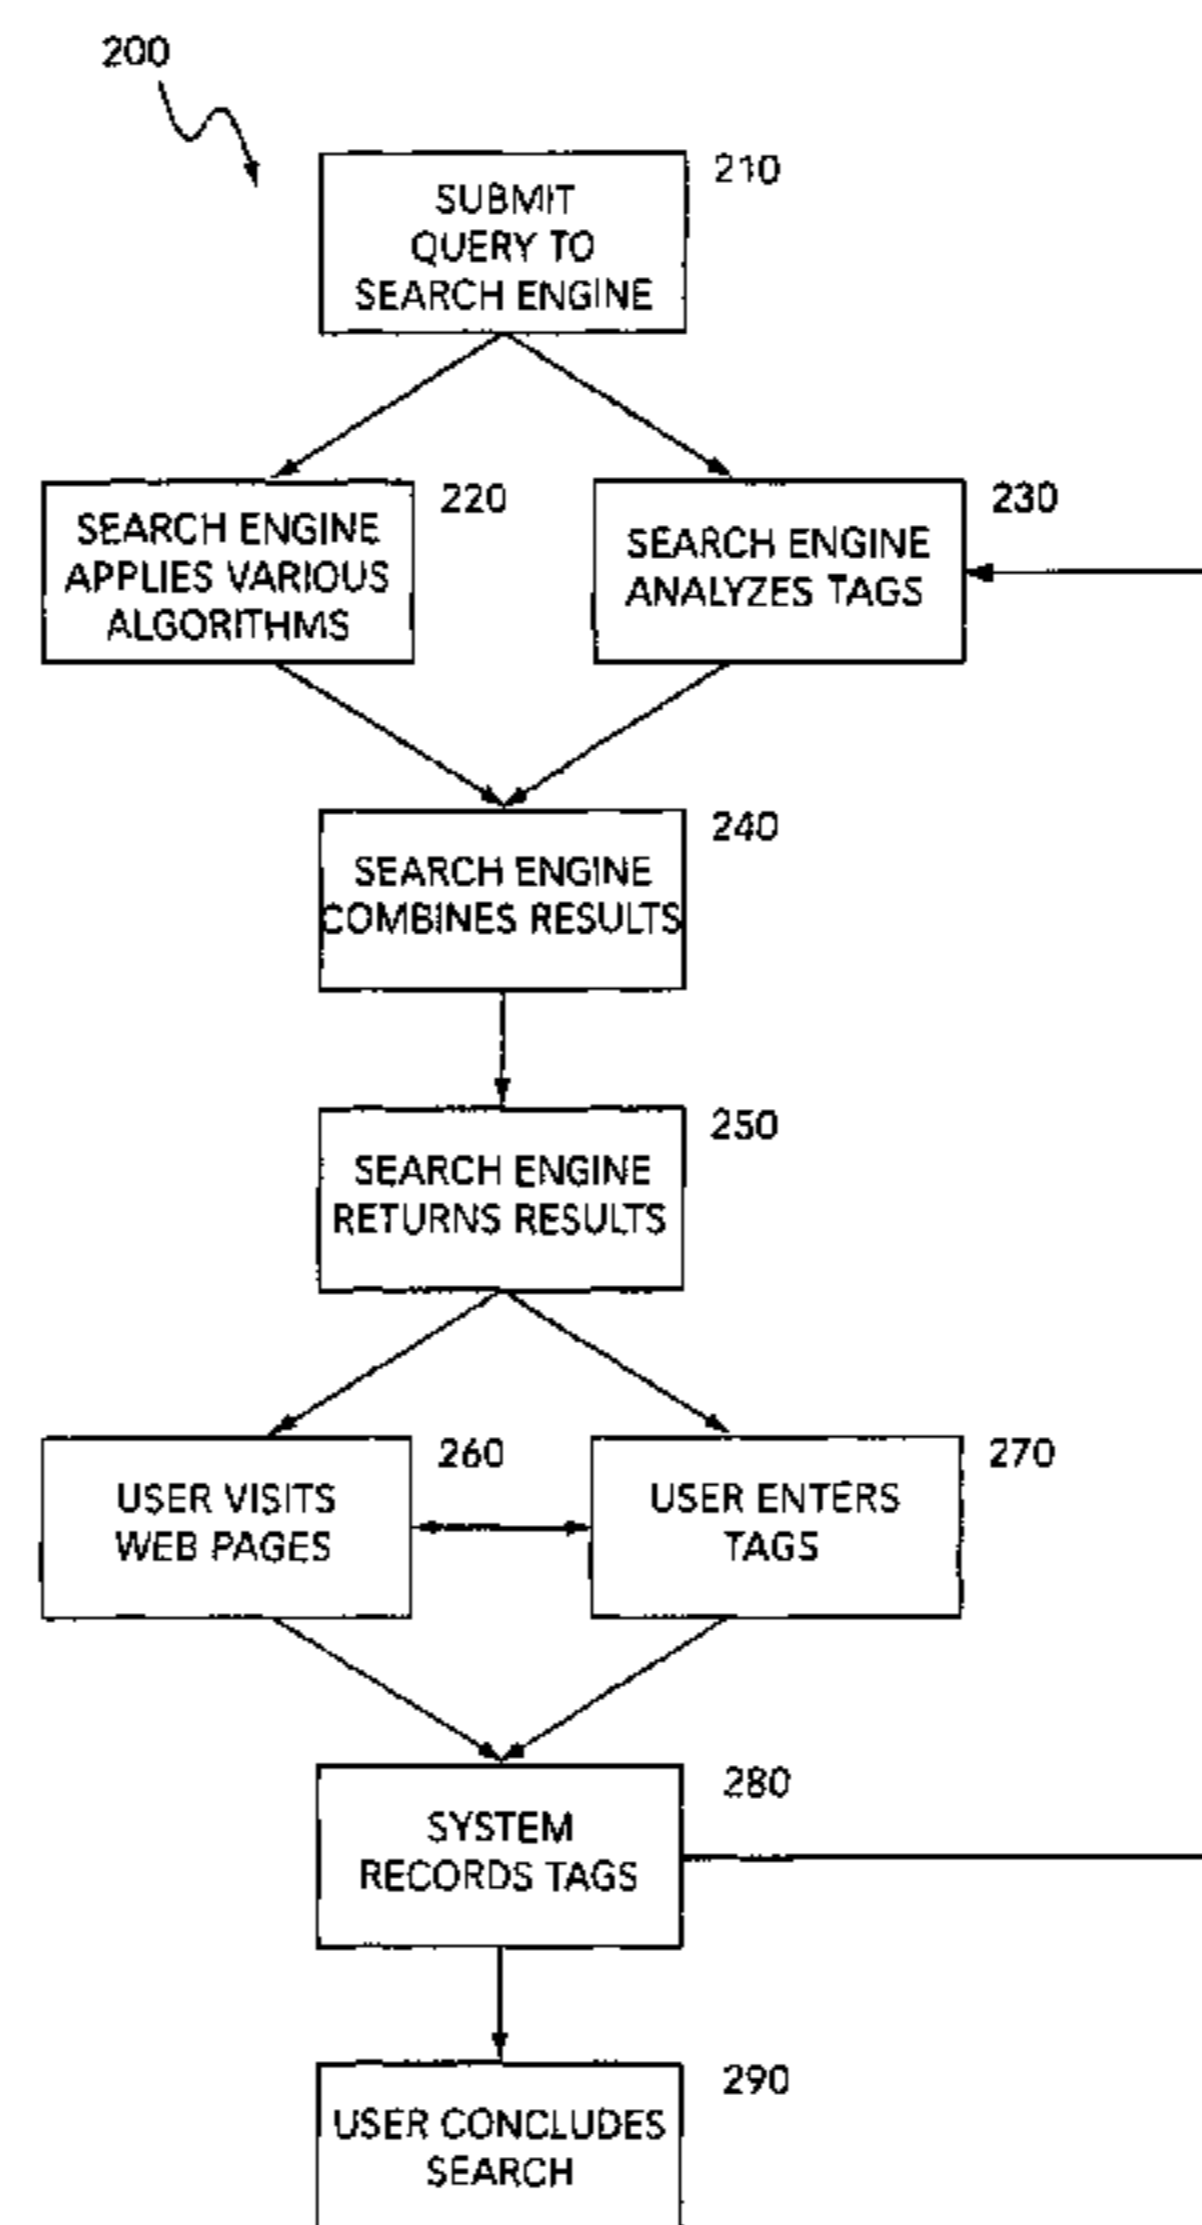 200
210
SUBMIT
QUERY TO
SEARCH ENGINE
220
SEARCH ENGINE
APPLIES VARIOUS
ALGORITHMS
230
SEARCH ENGINE
ANALYZES TAGS
240
SEARCH ENGINE
COMBINES RESULTS
250
SEARCH ENGINE
RETURNS RESULTS
260
USER VISITS
WEB PAGES
270
USER ENTERS
TAGS
280
SYSTEM
RECORDS TAGS
290
USER CONCLUDES
SEARCH